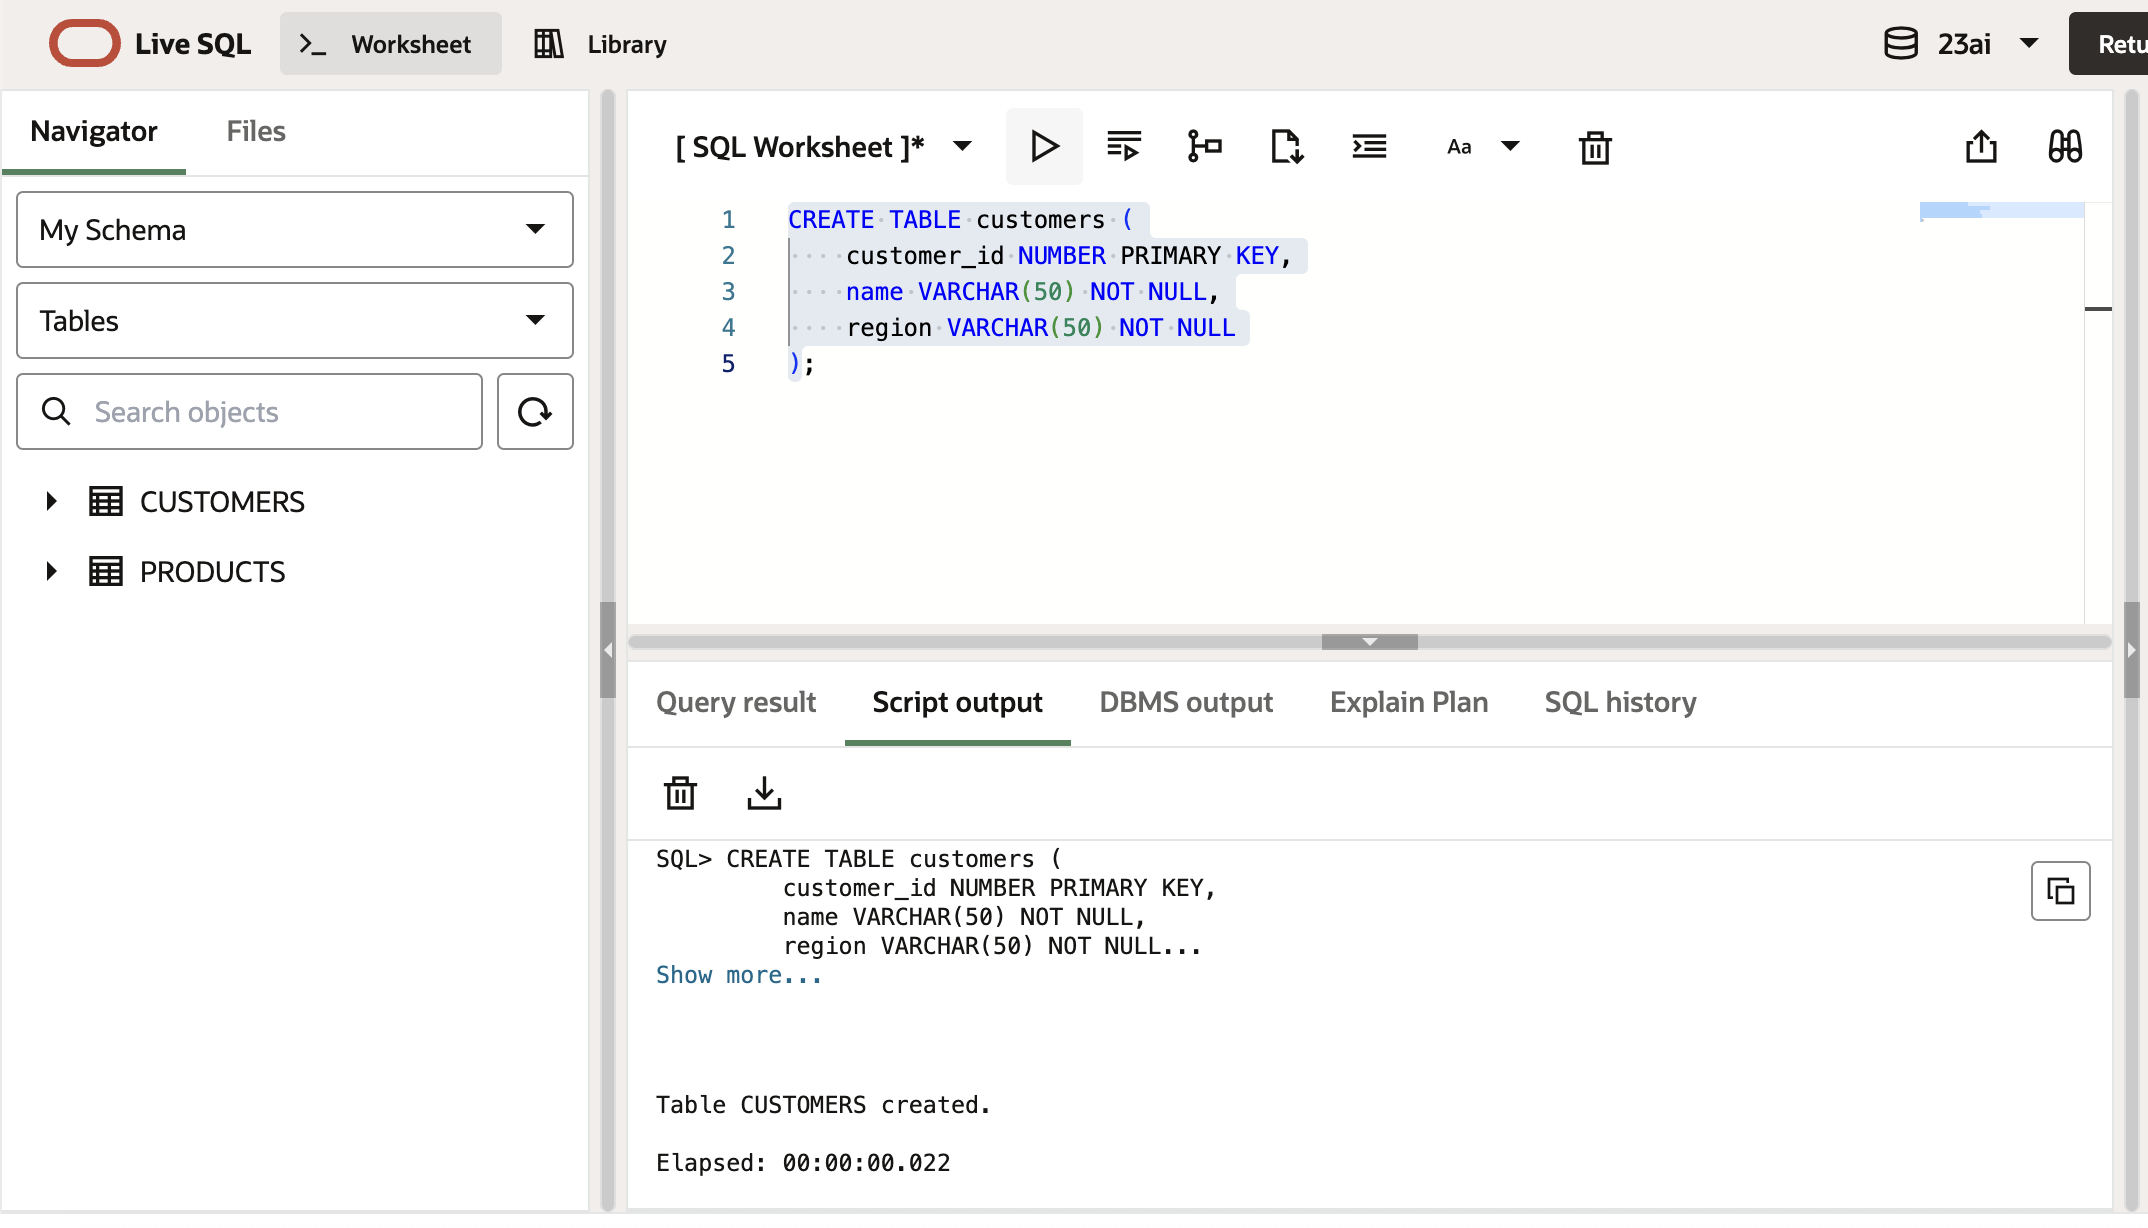 Live SQL
Worksheet
Library
23ai
Retu
Navigator
Files
My Schema
Tables
Search objects
CUSTOMERS
PRODUCTS
[ SQL Worksheet ]*
Aa
1 CREATE TABLE customers (
2     customer_id NUMBER PRIMARY KEY,
3     name VARCHAR(50) NOT NULL,
4     region VARCHAR(50) NOT NULL
5 );
Query result
Script output
DBMS output
Explain Plan
SQL history
SQL> CREATE TABLE customers (
         customer_id NUMBER PRIMARY KEY,
         name VARCHAR(50) NOT NULL,
         region VARCHAR(50) NOT NULL...
Show more...
Table CUSTOMERS created.
Elapsed: 00:00:00.022